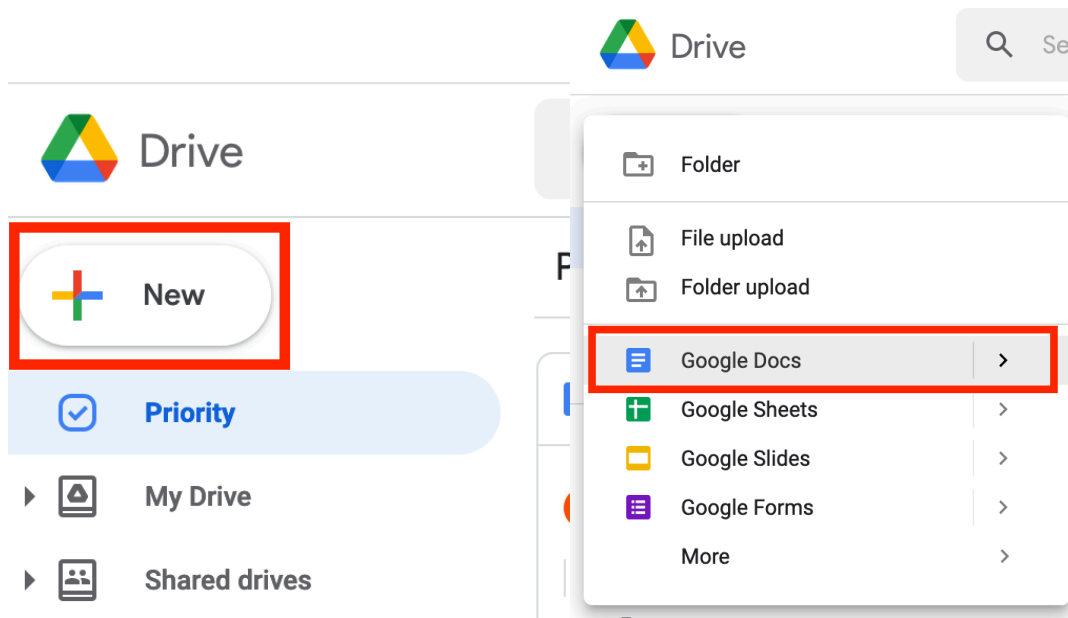 Drive
New
Priority
My Drive
Shared drives
Drive
Se
Folder
File upload
Folder upload
Google Docs
Google Sheets
Google Slides
Google Forms
More